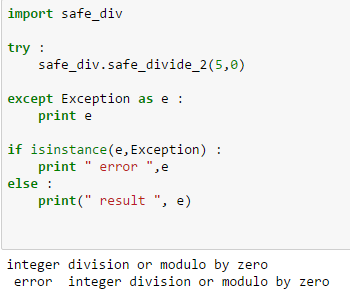 import safe_div
try :
    safe_div.safe_divide_2(5,0)
except Exception as e :
    print e
if isinstance(e,Exception) :
    print " error ",e
else :
    print(" result ", e)
integer division or modulo by zero
 error  integer division or modulo by zero